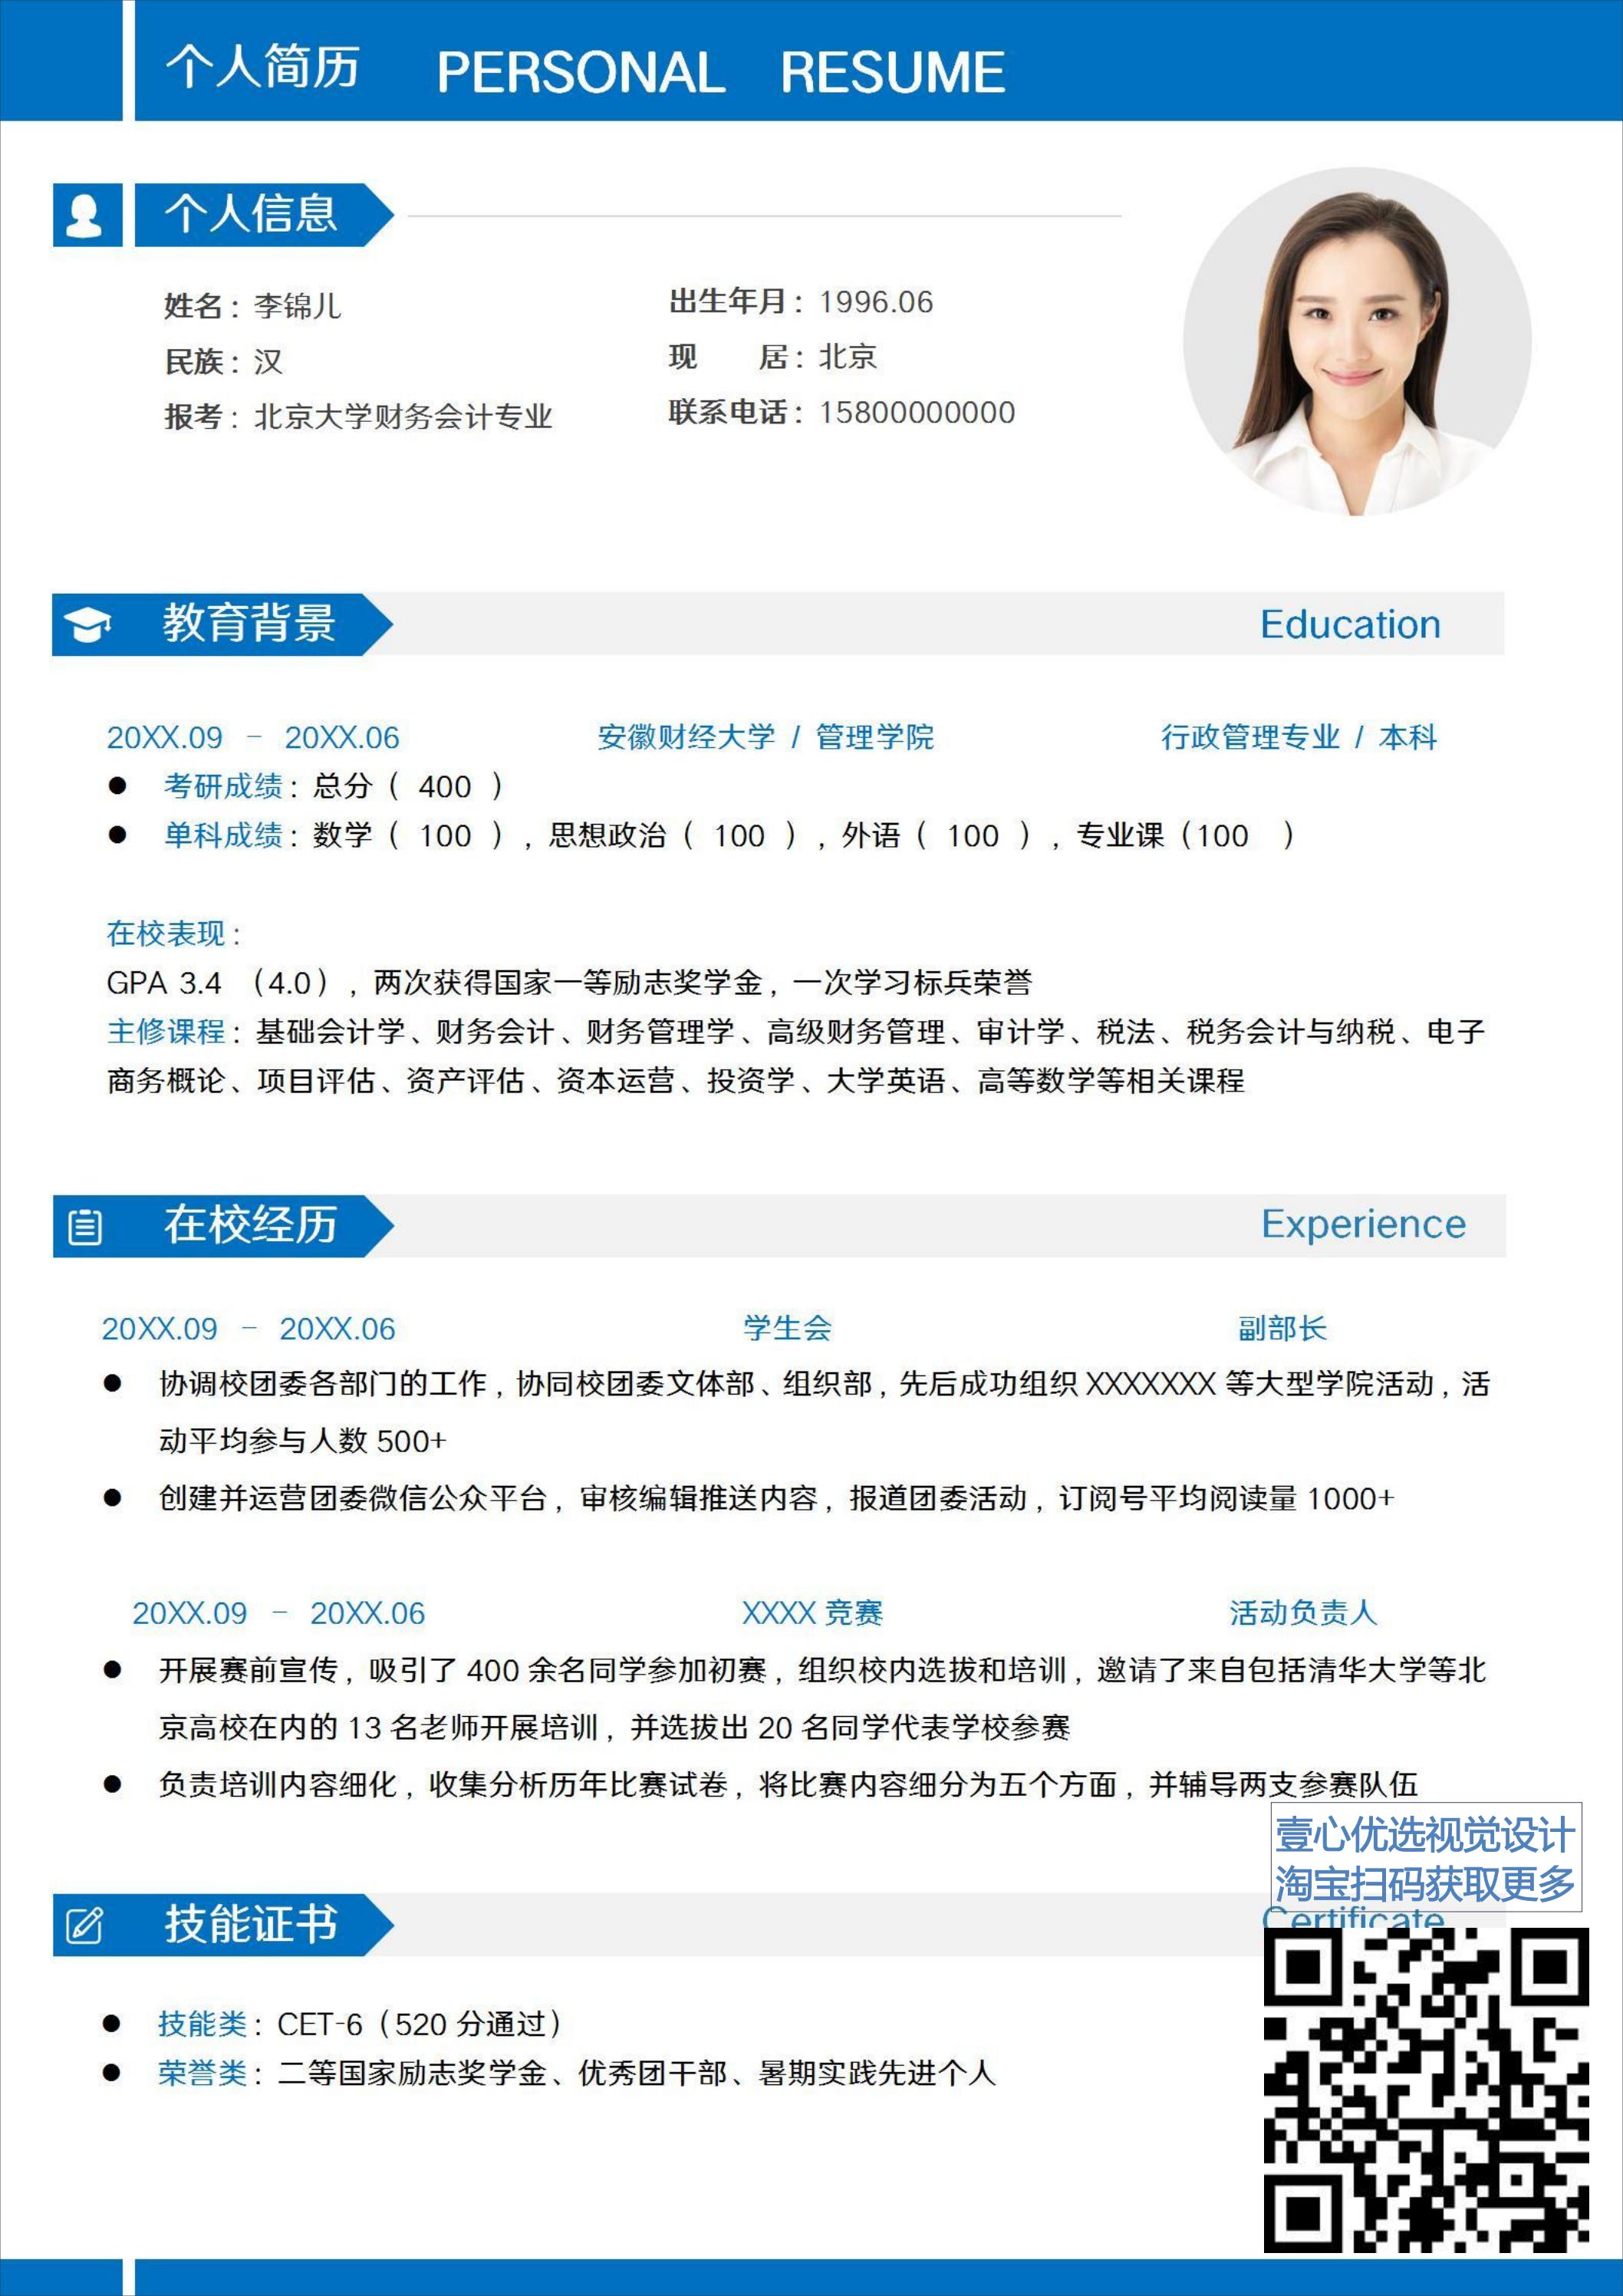 个人简历 PERSONAL RESUME
个人信息
姓名：李锦儿 出生年月：1996.06
民族：汉 现 居：北京
报考：北京大学财务会计专业 联系电话：15800000000
教育背景 Education
20XX.09 – 20XX.06 安徽财经大学 / 管理学院 行政管理专业 / 本科
● 考研成绩：总分（ 400 ）
● 单科成绩：数学（ 100 ），思想政治（ 100 ），外语（ 100 ），专业课（100 ）
在校表现：
GPA 3.4 （4.0），两次获得国家一等励志奖学金，一次学习标兵荣誉
主修课程：基础会计学、财务会计、财务管理学、高级财务管理、审计学、税法、税务会计与纳税、电子
商务概论、项目评估、资产评估、资本运营、投资学、大学英语、高等数学等相关课程
在校经历 Experience
20XX.09 – 20XX.06 学生会 副部长
● 协调校团委各部门的工作，协同校团委文体部、组织部，先后成功组织 XXXXXXX 等大型学院活动，活
动平均参与人数 500+
● 创建并运营团委微信公众平台，审核编辑推送内容，报道团委活动，订阅号平均阅读量 1000+
20XX.09 – 20XX.06 XXXX 竞赛 活动负责人
● 开展赛前宣传，吸引了 400 余名同学参加初赛，组织校内选拔和培训，邀请了来自包括清华大学等北
京高校在内的 13 名老师开展培训，并选拔出 20 名同学代表学校参赛
● 负责培训内容细化，收集分析历年比赛试卷，将比赛内容细分为五个方面，并辅导两支参赛队伍
壹心优选视觉设计
淘宝扫码获取更多
技能证书 Certificate
● 技能类：CET-6（520 分通过）
● 荣誉类：二等国家励志奖学金、优秀团干部、暑期实践先进个人